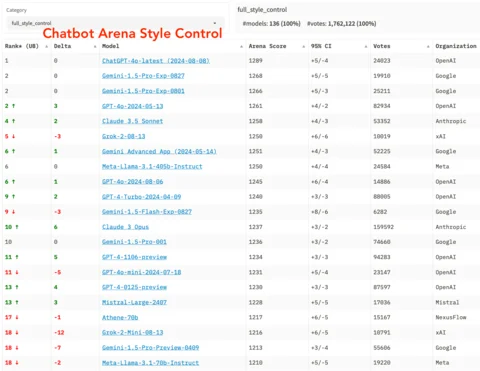 Category
full_style_control
full_style_control
#models: 136 (100%) #votes: 1,762,122 (100%)
Chatbot Arena Style Control
Rank* (UB) Delta Model Arena Score 95% CI Votes Organization
1 0 ChatGPT-4o-latest (2024-08-08) 1289 +5/-4 24023 OpenAI
2 0 Gemini-1.5-Pro-Exp-0827 1268 +5/-5 19910 Google
2 0 Gemini-1.5-Pro-Exp-0801 1266 +5/-3 25211 Google
2 ↑ 3 GPT-4o-2024-05-13 1261 +4/-2 82934 OpenAI
4 ↑ 2 Claude 3.5 Sonnet 1258 +4/-3 53352 Anthropic
5 ↓ -3 Grok-2-08-13 1250 +6/-6 10019 xAI
6 ↑ 1 Gemini Advanced App (2024-05-14) 1251 +4/-3 52225 Google
6 0 Meta-Llama-3.1-405b-Instruct 1250 +4/-4 24584 Meta
6 ↑ 1 GPT-4o-2024-08-06 1245 +6/-4 14886 OpenAI
9 ↑ 2 GPT-4-Turbo-2024-04-09 1240 +3/-3 88005 OpenAI
9 ↓ -3 Gemini-1.5-Flash-Exp-0827 1235 +8/-6 6282 Google
10 ↑ 6 Claude 3 Opus 1237 +3/-2 159592 Anthropic
10 0 Gemini-1.5-Pro-001 1236 +3/-2 74660 Google
11 ↑ 5 GPT-4-1106-preview 1234 +3/-3 94283 OpenAI
11 ↓ -5 GPT-4o-mini-2024-07-18 1231 +5/-4 23147 OpenAI
13 ↑ 4 GPT-4-0125-preview 1230 +3/-3 87597 OpenAI
13 ↑ 3 Mistral-Large-2407 1228 +5/-5 17036 Mistral
17 ↓ -1 Athene-70b 1217 +6/-5 15167 NexusFlow
18 ↓ -12 Grok-2-Mini-08-13 1216 +6/-5 10791 xAI
18 ↓ -7 Gemini-1.5-Pro-Preview-0409 1213 +3/-4 55606 Google
18 ↓ -2 Meta-Llama-3.1-70b-Instruct 1210 +5/-5 19220 Meta